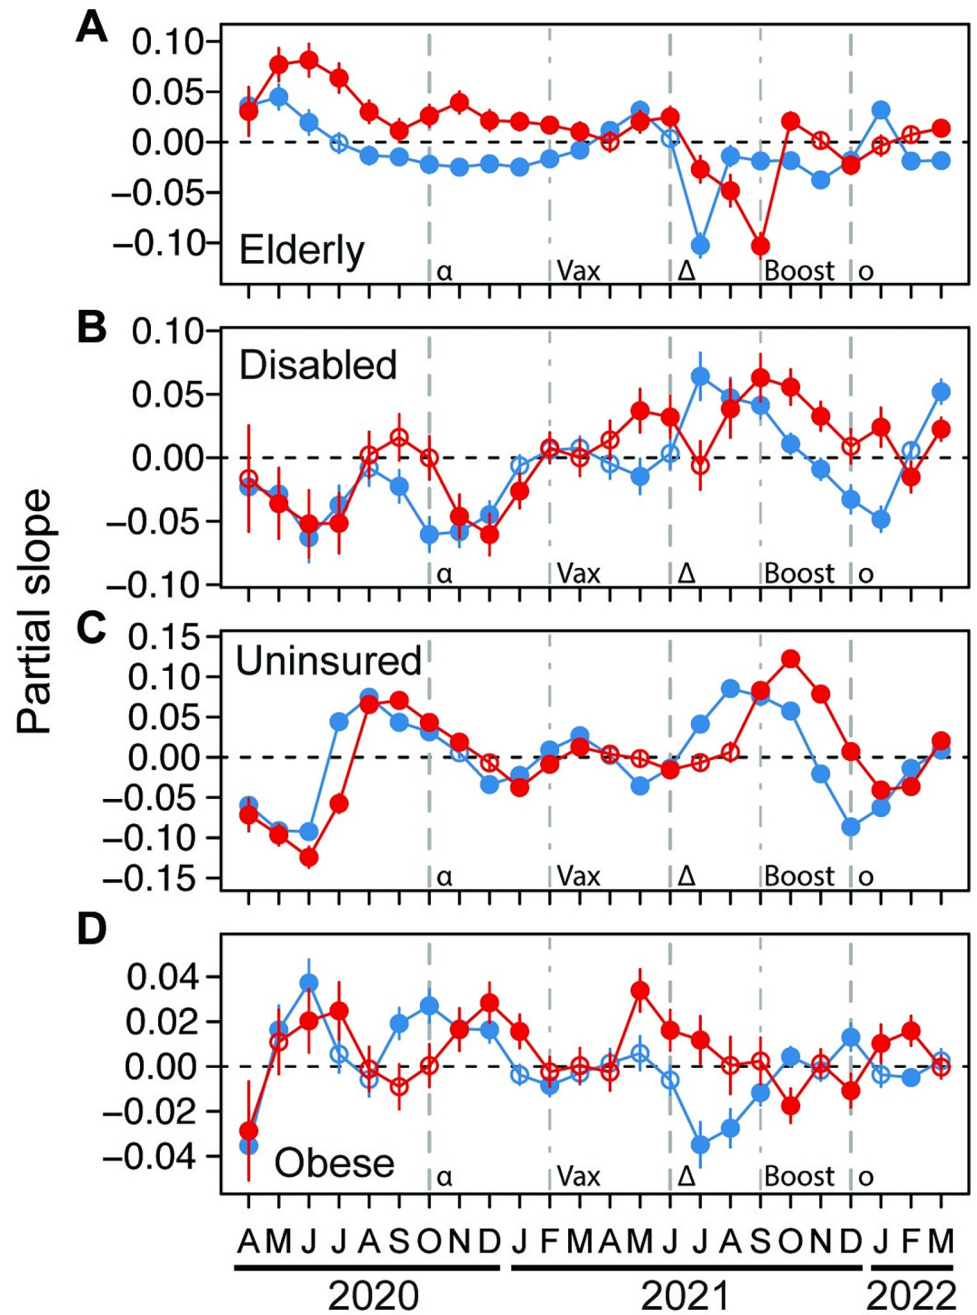 A
0.10
0.05
0.00
−0.05
−0.10
Elderly
α Vax Δ Boost o
B
0.10
0.05
0.00
−0.05
−0.10
Disabled
α Vax Δ Boost o
Partial slope
C
0.15
0.10
0.05
0.00
−0.05
−0.10
−0.15
Uninsured
α Vax Δ Boost o
D
0.04
0.02
0.00
−0.02
−0.04
Obese
α Vax Δ Boost o
A M J J A S O N D J F M A M J J A S O N D J F M
2020 2021 2022